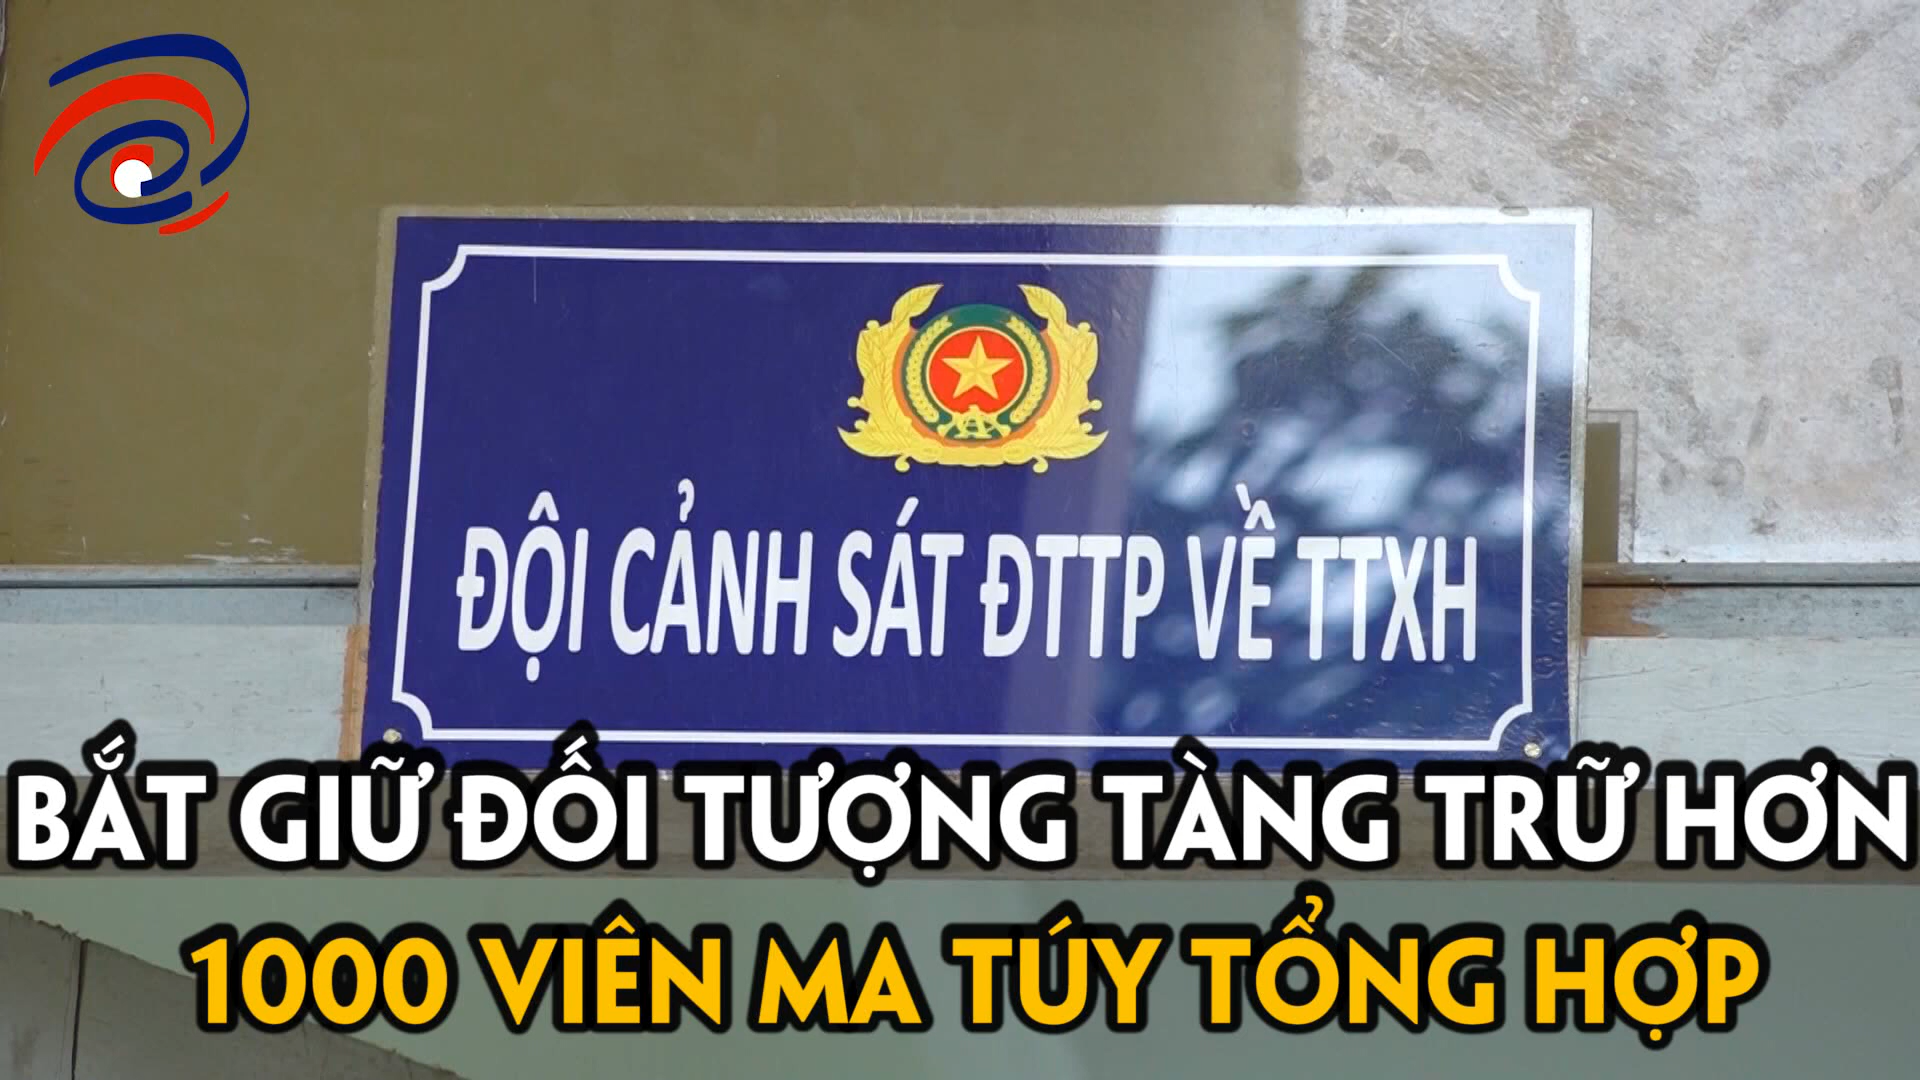 ĐỘI CẢNH SÁT ĐTTP VỀ TTXH
BẮT GIỮ ĐỐI TƯỢNG TÀNG TRỮ HƠN
1000 VIÊN MA TÚY TỔNG HỢP